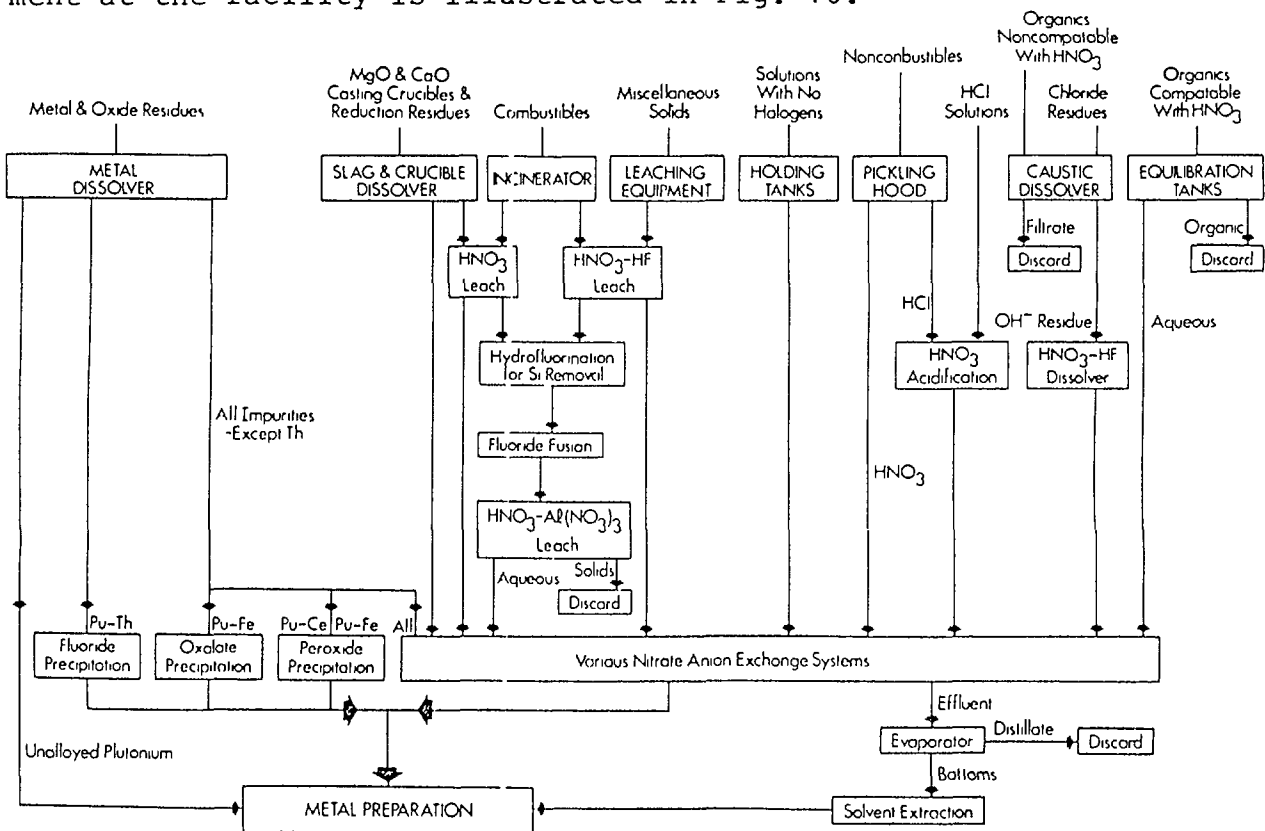 ment at the facility is illustrated in Fig. 70.
Organics
Noncompatable
With HNO3
Nonconbustibles
MgO & CaO
Casting Crucibles &
Reduction Residues
Solutions
With No
Halogens
HCl
Solutions
Organics
Compatable
With HNO3
Metal & Oxide Residues
Combustibles
Miscellaneous
Solids
Chloride
Residues
METAL
DISSOLVER
SLAG & CRUCIBLE
DISSOLVER
INCINERATOR
LEACHING
EQUIPMENT
HOLDING
TANKS
PICKLING
HOOD
CAUSTIC
DISSOLVER
EQUILIBRATION
TANKS
Filtrate
Discard
Organic
Discard
HNO3
Leach
HNO3-HF
Leach
HCl
OH- Residue
Aqueous
Hydrofluorination
for Si Removal
HNO3
Acidification
HNO3-HF
Dissolver
All Impurities
-Except Th
Fluoride Fusion
HNO3
HNO3-Al(NO3)3
Leach
Aqueous
Solids
Discard
Pu-Th
Pu-Fe
Pu-Ce
Pu-Fe
All
Fluoride
Precipitation
Oxalate
Precipitation
Peroxide
Precipitation
Various Nitrate Anion Exchange Systems
Effluent
Unalloyed Plutonium
Evaporator
Distillate
Discard
Bottoms
METAL PREPARATION
Solvent Extraction